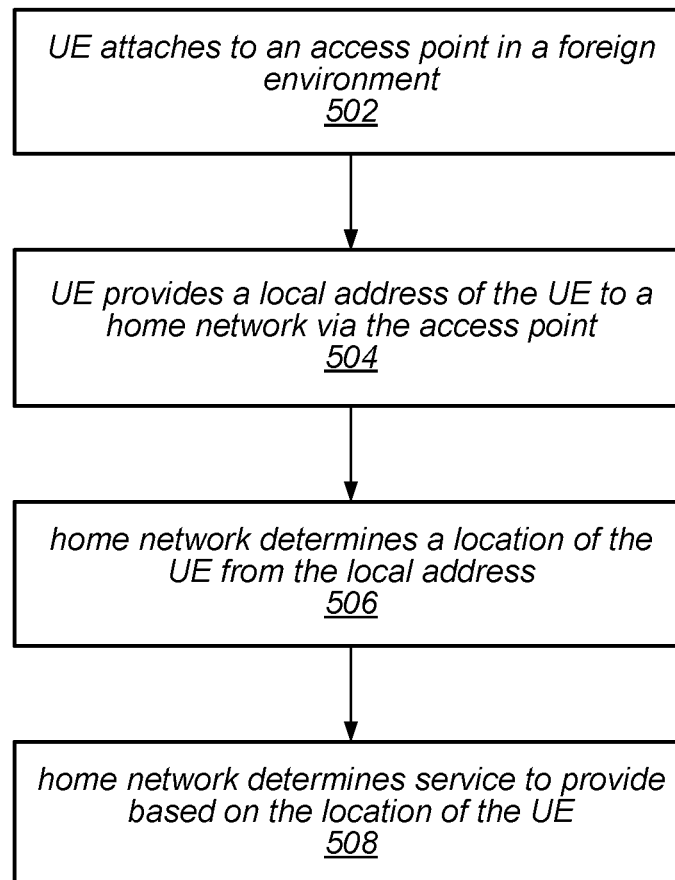 UE attaches to an access point in a foreign
environment
502
UE provides a local address of the UE to a
home network via the access point
504
home network determines a location of the
UE from the local address
506
home network determines service to provide
based on the location of the UE
508